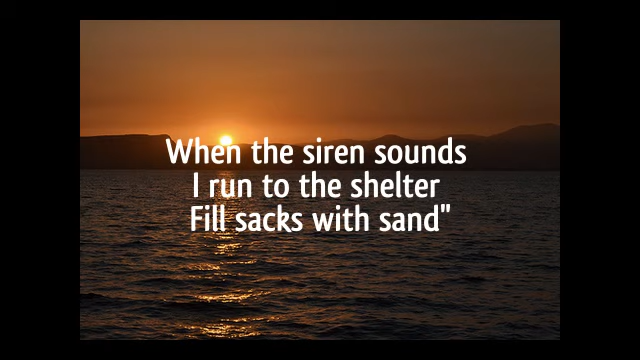 When the siren sounds
I run to the shelter
Fill sacks with sand"